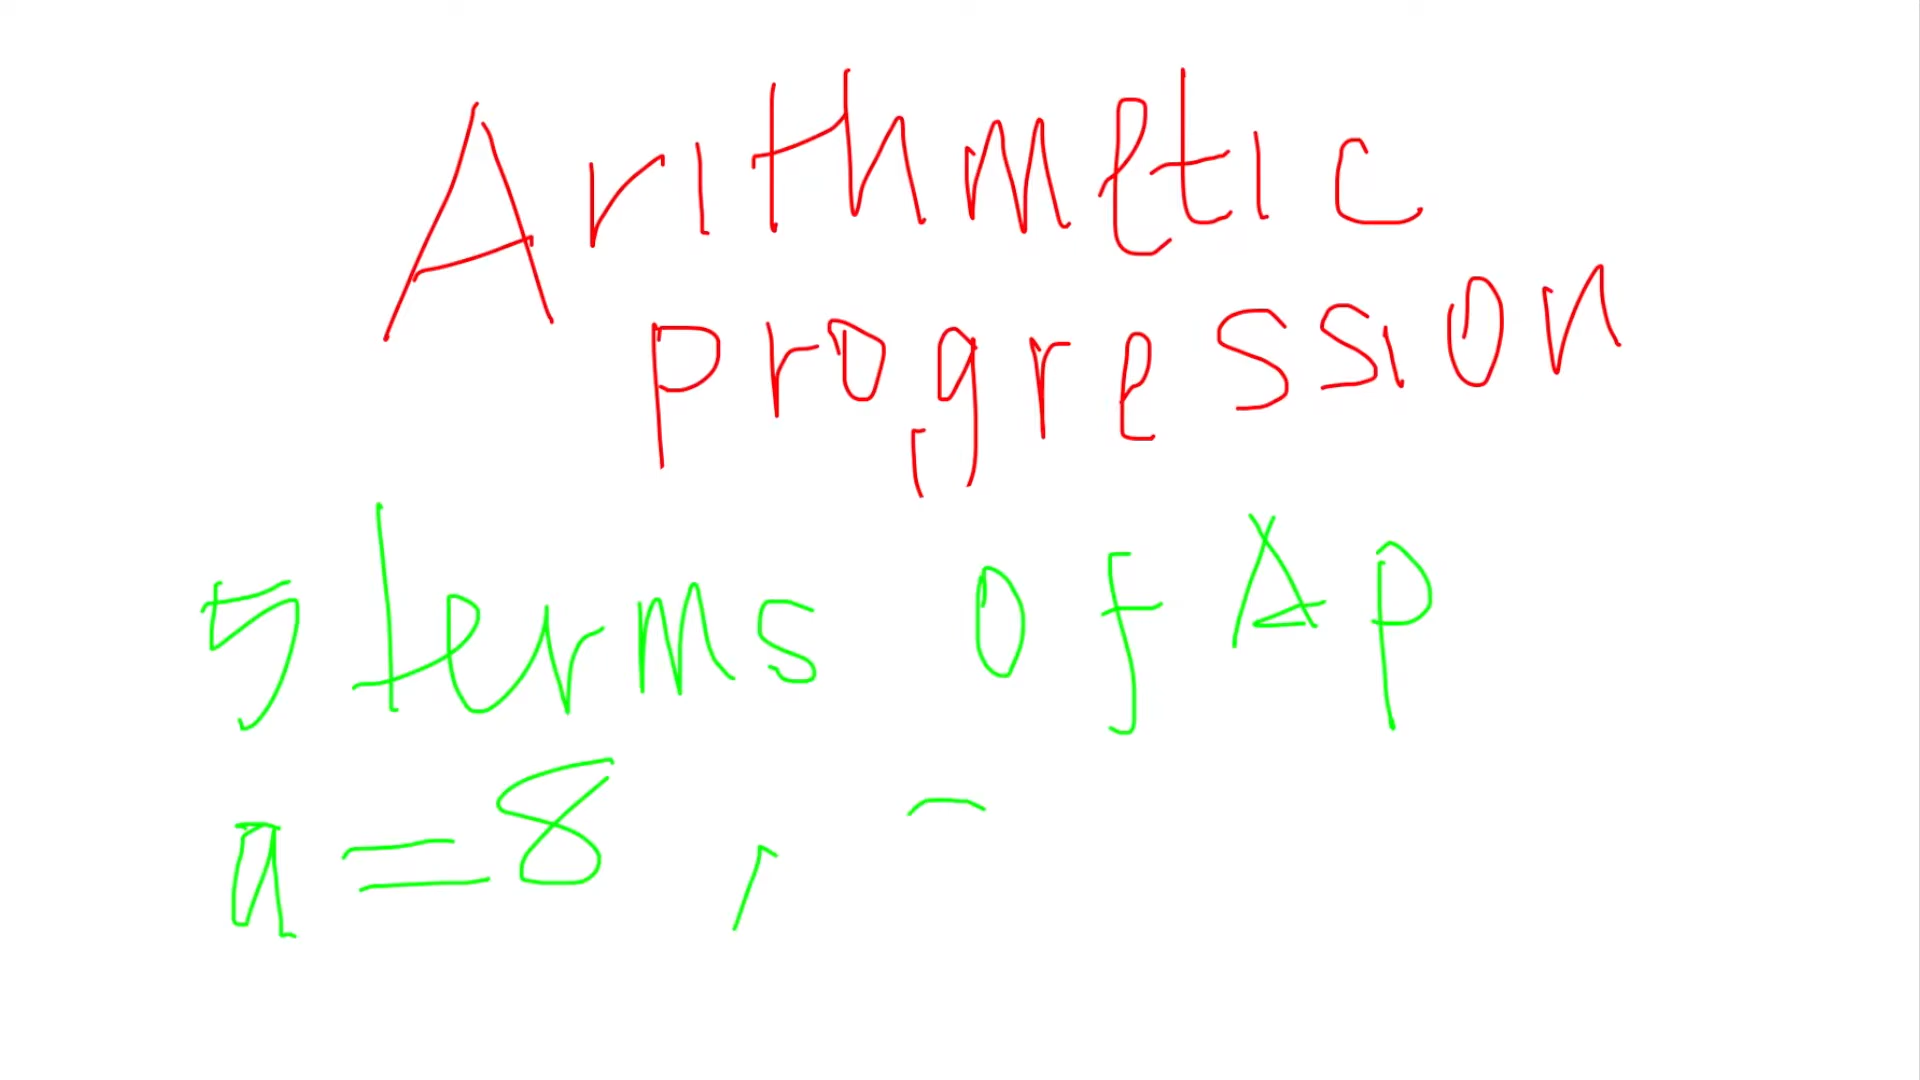 Arithmetic
progression
5 terms of Ap
a = 8 ,